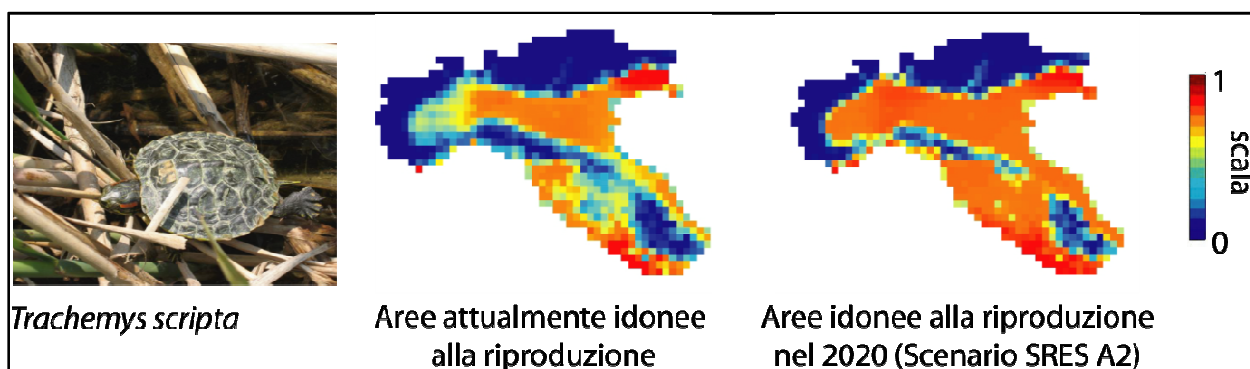 Trachemys scripta
Aree attualmente idonee
alla riproduzione
Aree idonee alla riproduzione
nel 2020 (Scenario SRES A2)
1
scala
0